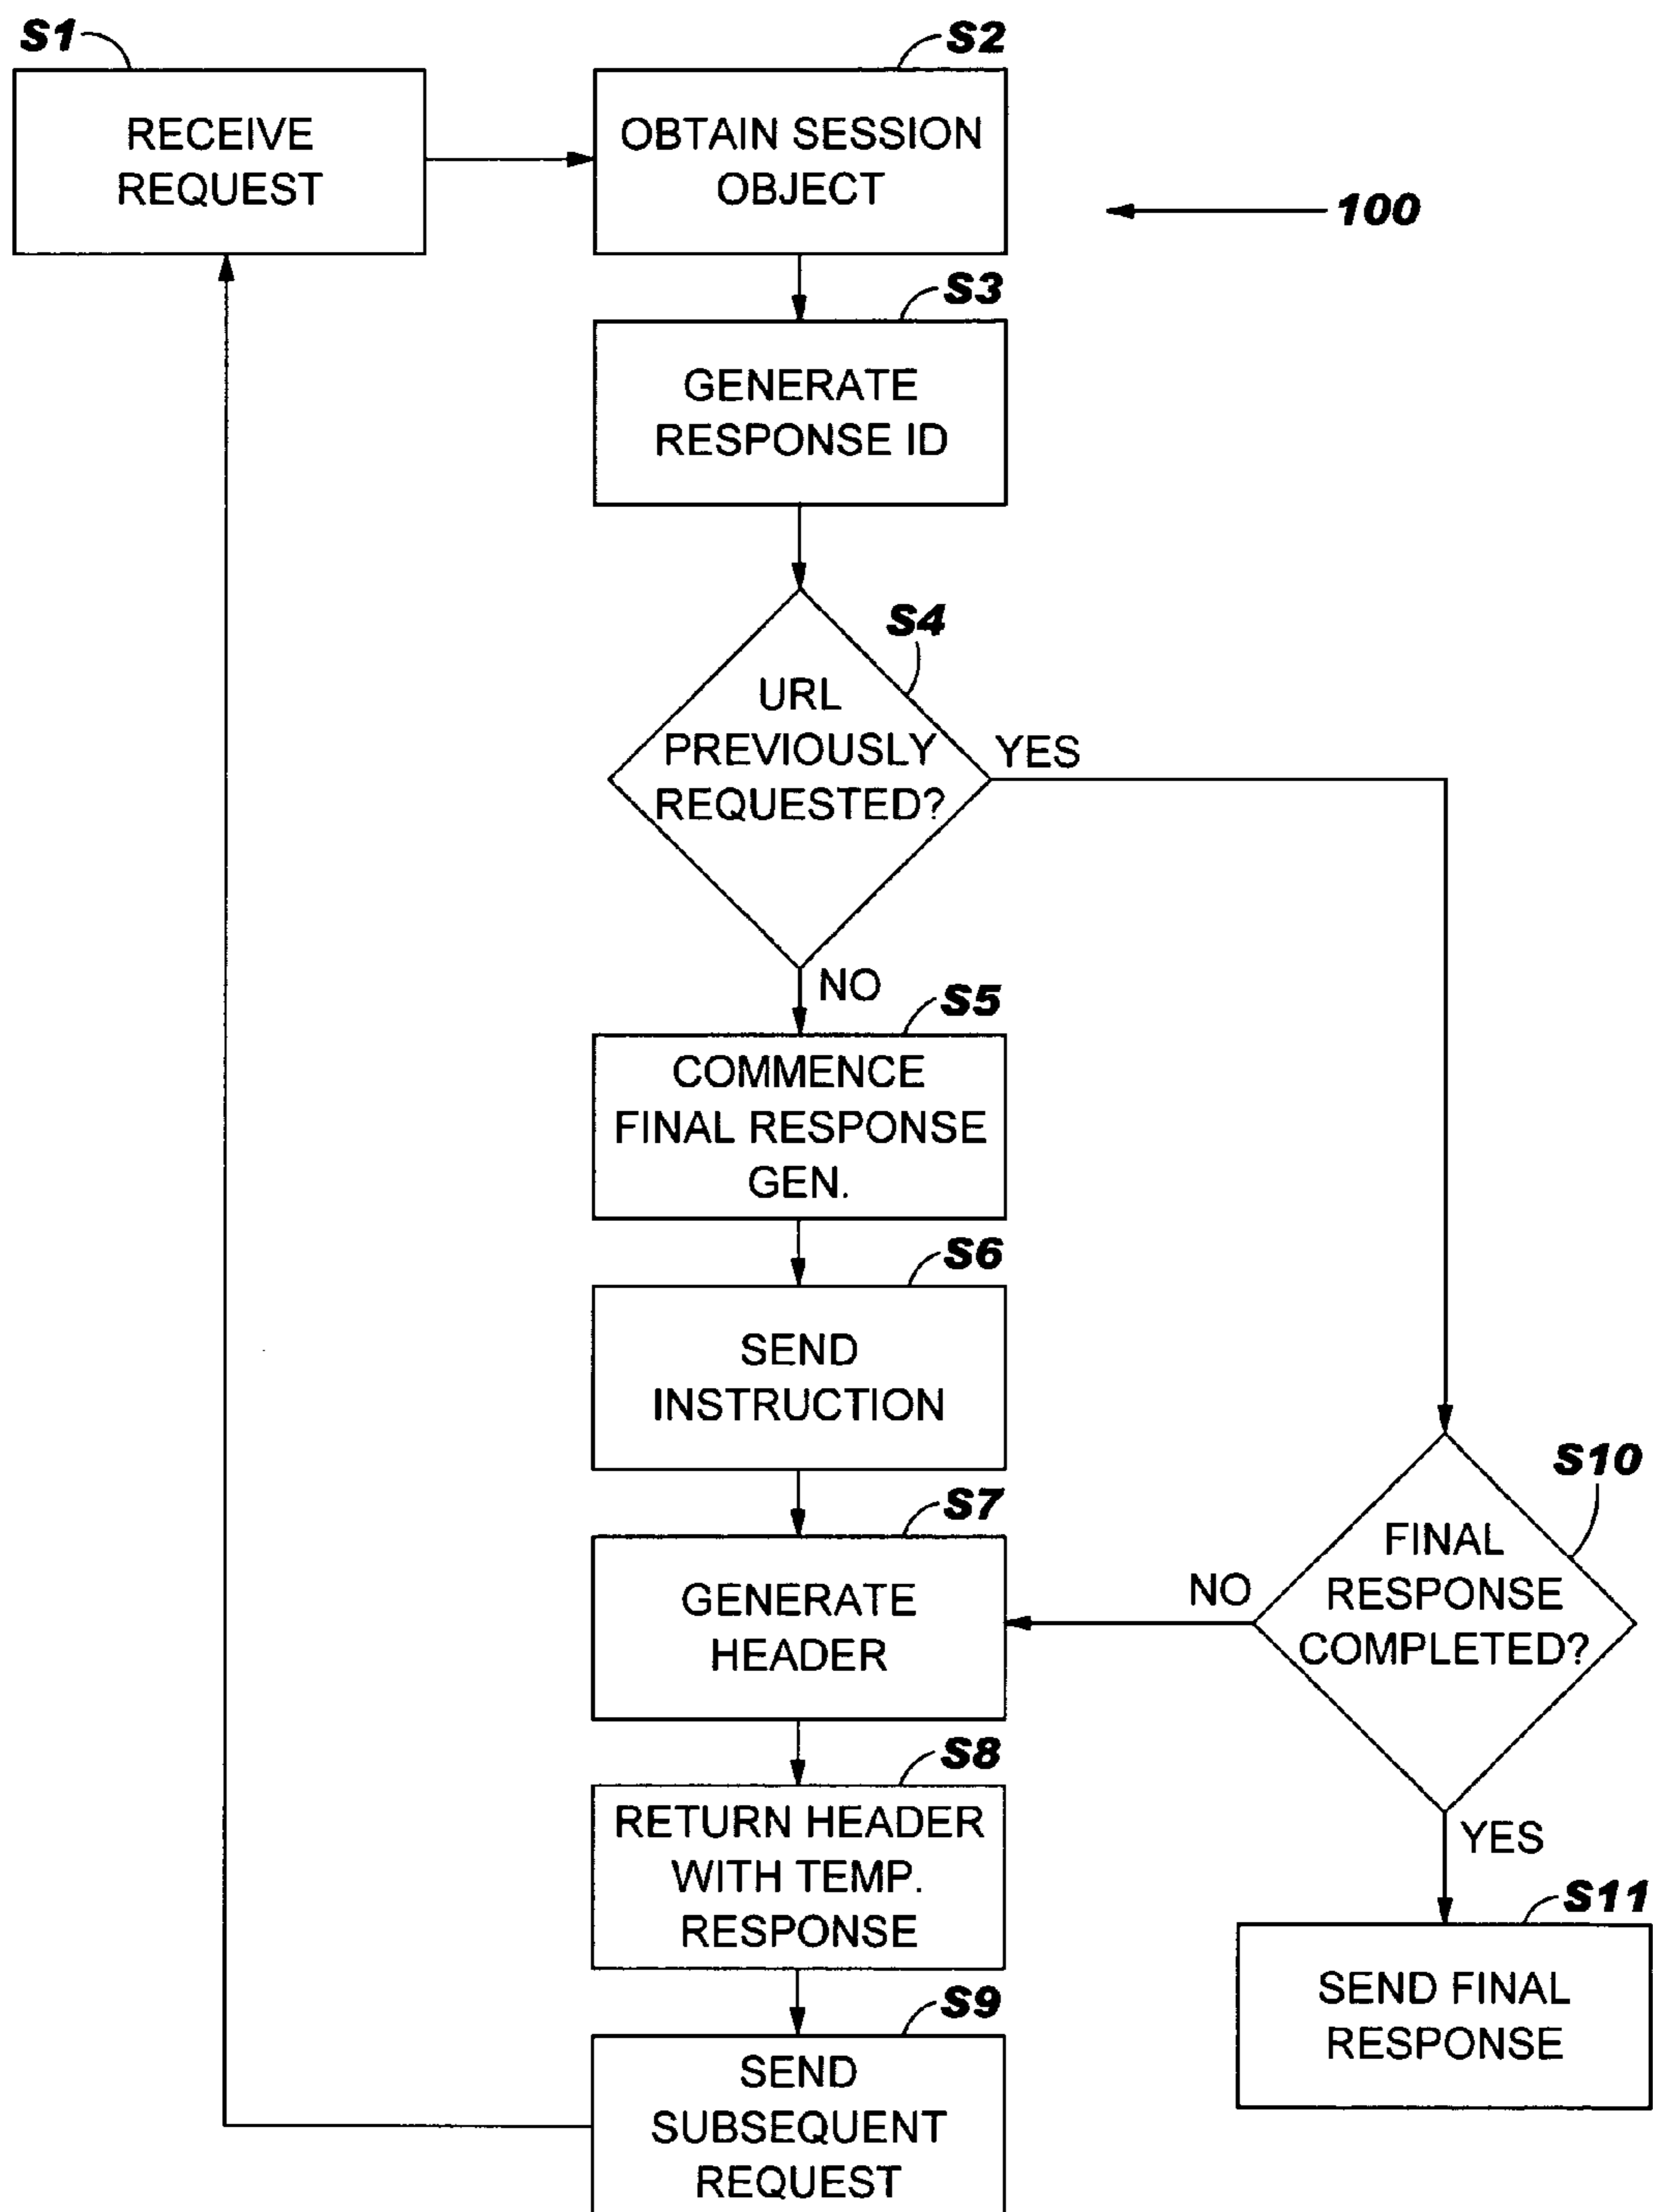 S1
RECEIVE
REQUEST
S2
OBTAIN SESSION
OBJECT
100
S3
GENERATE
RESPONSE ID
S4
URL
PREVIOUSLY
REQUESTED?
YES
NO
S5
COMMENCE
FINAL RESPONSE
GEN.
S6
SEND
INSTRUCTION
S7
GENERATE
HEADER
S8
RETURN HEADER
WITH TEMP.
RESPONSE
S9
SEND
SUBSEQUENT
REQUEST
S10
FINAL
RESPONSE
COMPLETED?
NO
YES
S11
SEND FINAL
RESPONSE